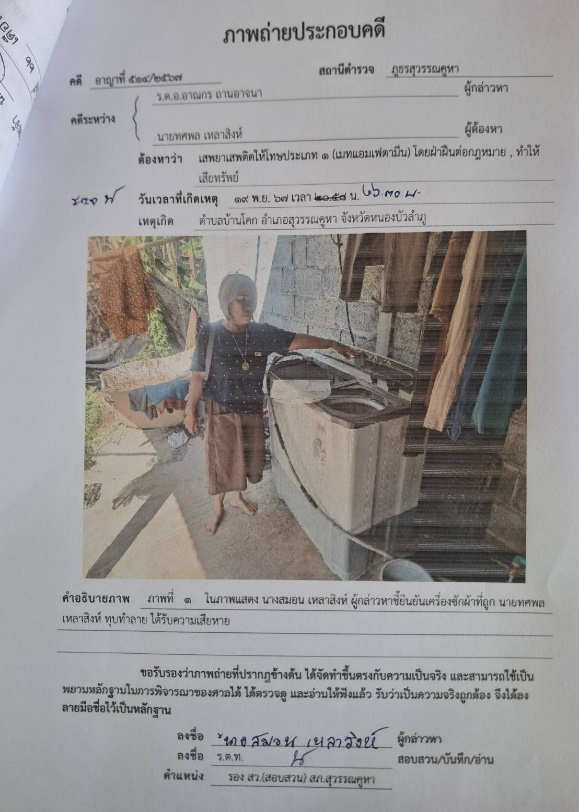 ภาพถ่ายประกอบคดี
คดี อาญาที่ ๕๑๔/๒๕๖๗ สถานีตำรวจ ภูธรสุวรรณคูหา
ร.ต.อ.อาณกร ถานอาจนา ผู้กล่าวหา
คดีระหว่าง
นายทศพล เหลาสิงห์ ผู้ต้องหา
ต้องหาว่า เสพยาเสพติดให้โทษประเภท ๑ (เมทแอมเฟตามีน) โดยฝ่าฝืนต่อกฎหมาย , ทำให้
เสียทรัพย์
วันเวลาที่เกิดเหตุ ๑๙ พ.ย. ๖๗ เวลา น. ๑๖.๓๐ น.
เหตุเกิด ตำบลบ้านโคก อำเภอสุวรรณคูหา จังหวัดหนองบัวลำภู
คำอธิบายภาพ ภาพที่ ๑ ในภาพแสดง นางสมอน เหลาสิงห์ ผู้กล่าวหาชี้ยืนยันเครื่องซักผ้าที่ถูก นายทศพล
เหลาสิงห์ ทุบทำลาย ได้รับความเสียหาย
ขอรับรองว่าภาพถ่ายที่ปรากฏข้างต้น ได้จัดทำขึ้นตรงกับความเป็นจริง และสามารถใช้เป็น
พยานหลักฐานในการพิจารณาของศาลได้ ได้ตรวจดู และอ่านให้ฟังแล้ว รับว่าเป็นความจริงถูกต้อง จึงได้ลง
ลายมือชื่อไว้เป็นหลักฐาน
ลงชื่อ นางสมอน เหลาสิงห์ ผู้กล่าวหา
ลงชื่อ ร.ต.ท. สอบสวน/บันทึก/อ่าน
ตำแหน่ง รอง สว.(สอบสวน) สภ.สุวรรณคูหา